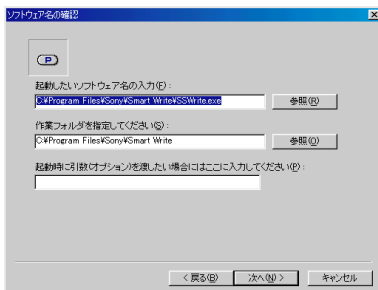 ソフトウェア名の確認
P
起動したいソフトウェア名の入力(F):
C:¥Program Files¥Sony¥Smart Write¥SSWrite.exe
参照(R)
作業フォルダを指定してください(S):
C:¥Program Files¥Sony¥Smart Write
参照(O)
起動時に引数(オプション)を渡したい場合にはここに入力してください(P):
< 戻る(B)
次へ(N) >
キャンセル